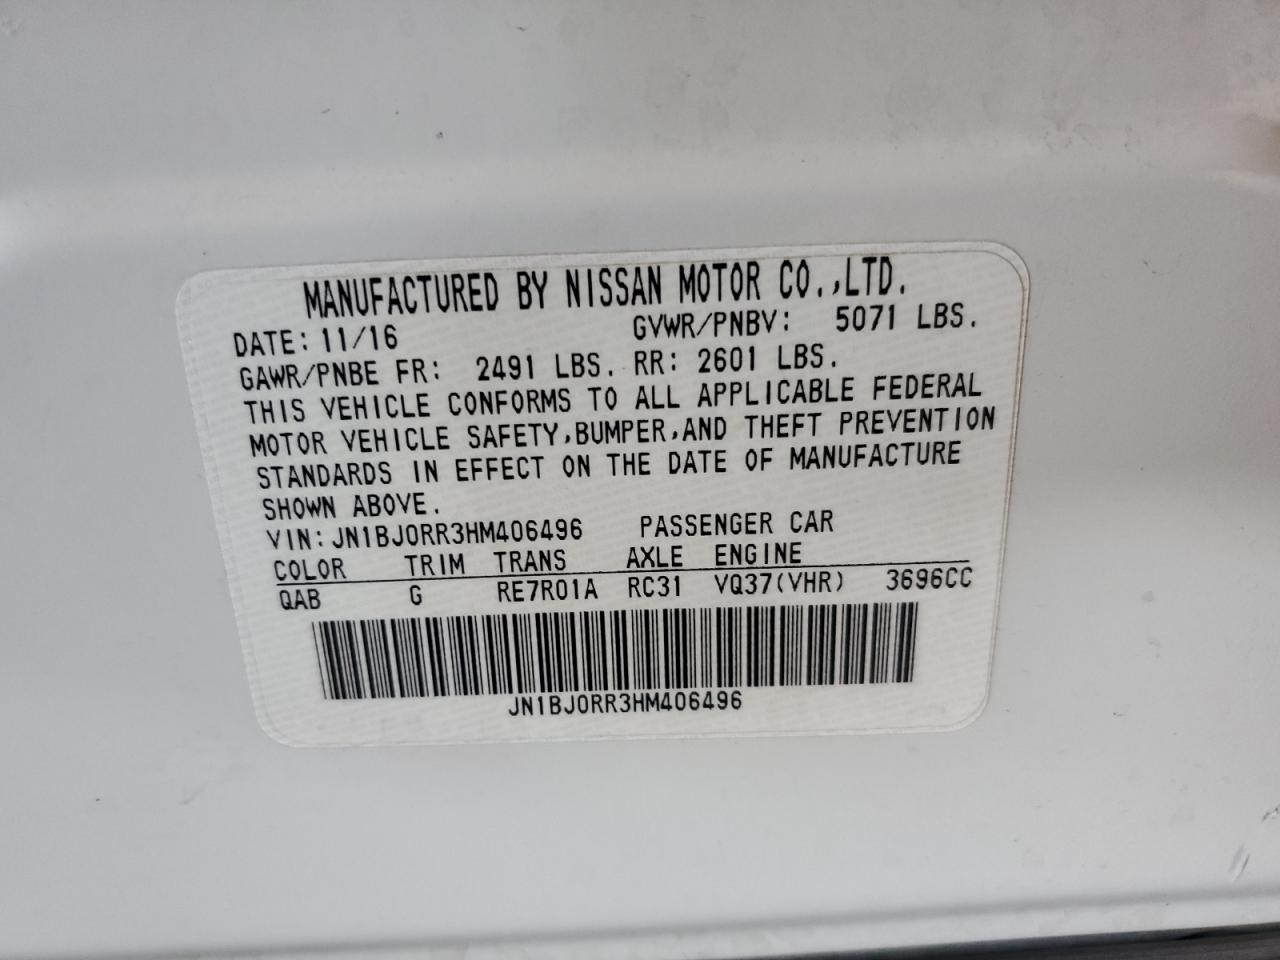 MANUFACTURED BY NISSAN MOTOR CO.,LTD.
DATE: 11/16 GVWR/PNBV: 5071 LBS.
GAWR/PNBE FR: 2491 LBS. RR: 2601 LBS.
THIS VEHICLE CONFORMS TO ALL APPLICABLE FEDERAL
MOTOR VEHICLE SAFETY,BUMPER,AND THEFT PREVENTION
STANDARDS IN EFFECT ON THE DATE OF MANUFACTURE
SHOWN ABOVE.
VIN: JN1BJ0RR3HM406496 PASSENGER CAR
COLOR TRIM TRANS AXLE ENGINE
QAB G RE7R01A RC31 VQ37(VHR) 3696CC
JN1BJ0RR3HM406496